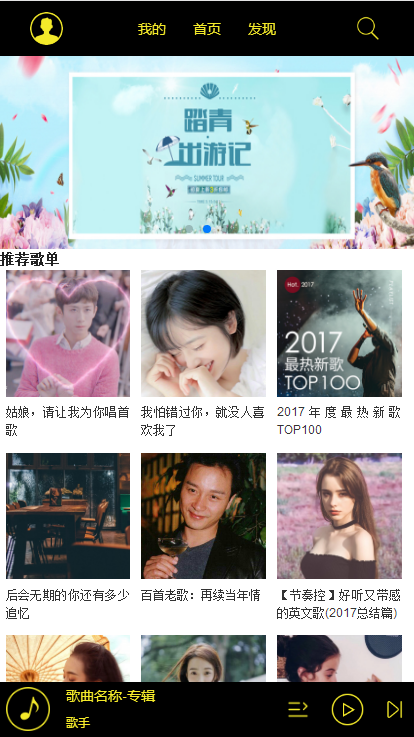 我的 首页 发现
踏青
出游记
SUMMER TOUR
推荐歌单
Hot. 2017
2017
最热新歌
TOP100
姑娘，请让我为你唱首
歌
我怕错过你，就没人喜
欢我了
2017年度最热新歌
TOP100
后会无期的你还有多少
追忆
百首老歌：再续当年情
【节奏控】好听又带感
的英文歌(2017总结篇)
歌曲名称-专辑
歌手